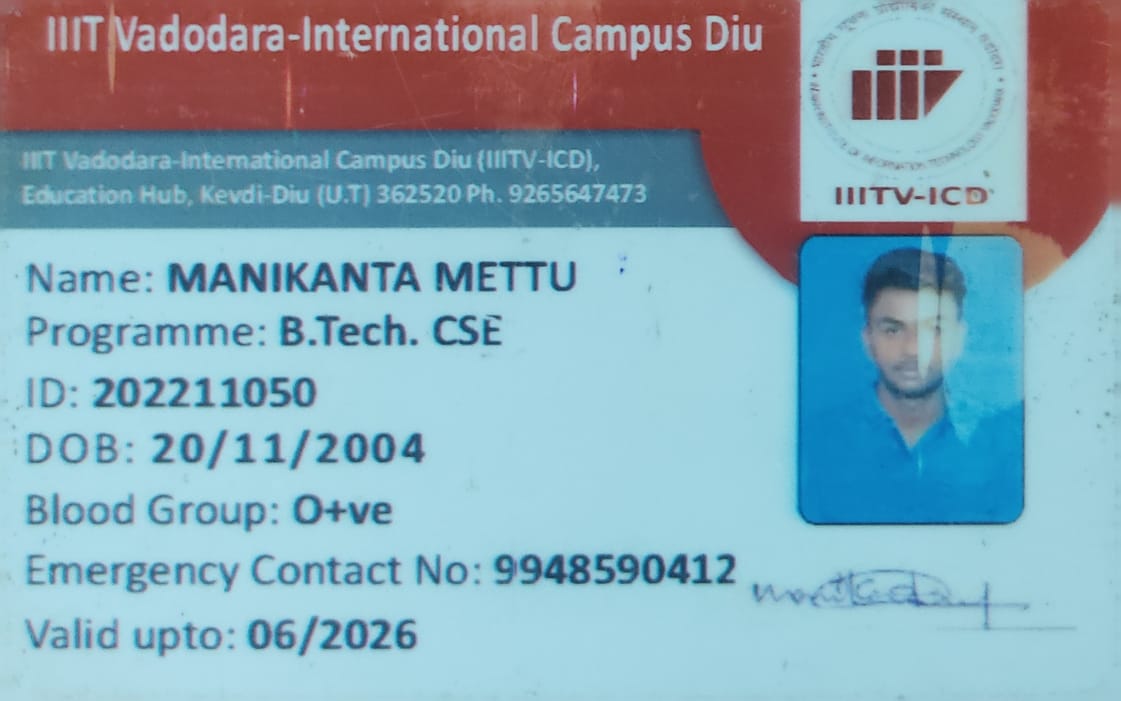 IIIT Vadodara-International Campus Diu
IIIT Vadodara-International Campus Diu (IIITV-ICD),
Education Hub, Kevdi-Diu (U.T) 362520 Ph. 9265647473
IIITV-ICD
Name: MANIKANTA METTU
Programme: B.Tech. CSE
ID: 202211050
DOB: 20/11/2004
Blood Group: O+ve
Emergency Contact No: 9948590412
Valid upto: 06/2026